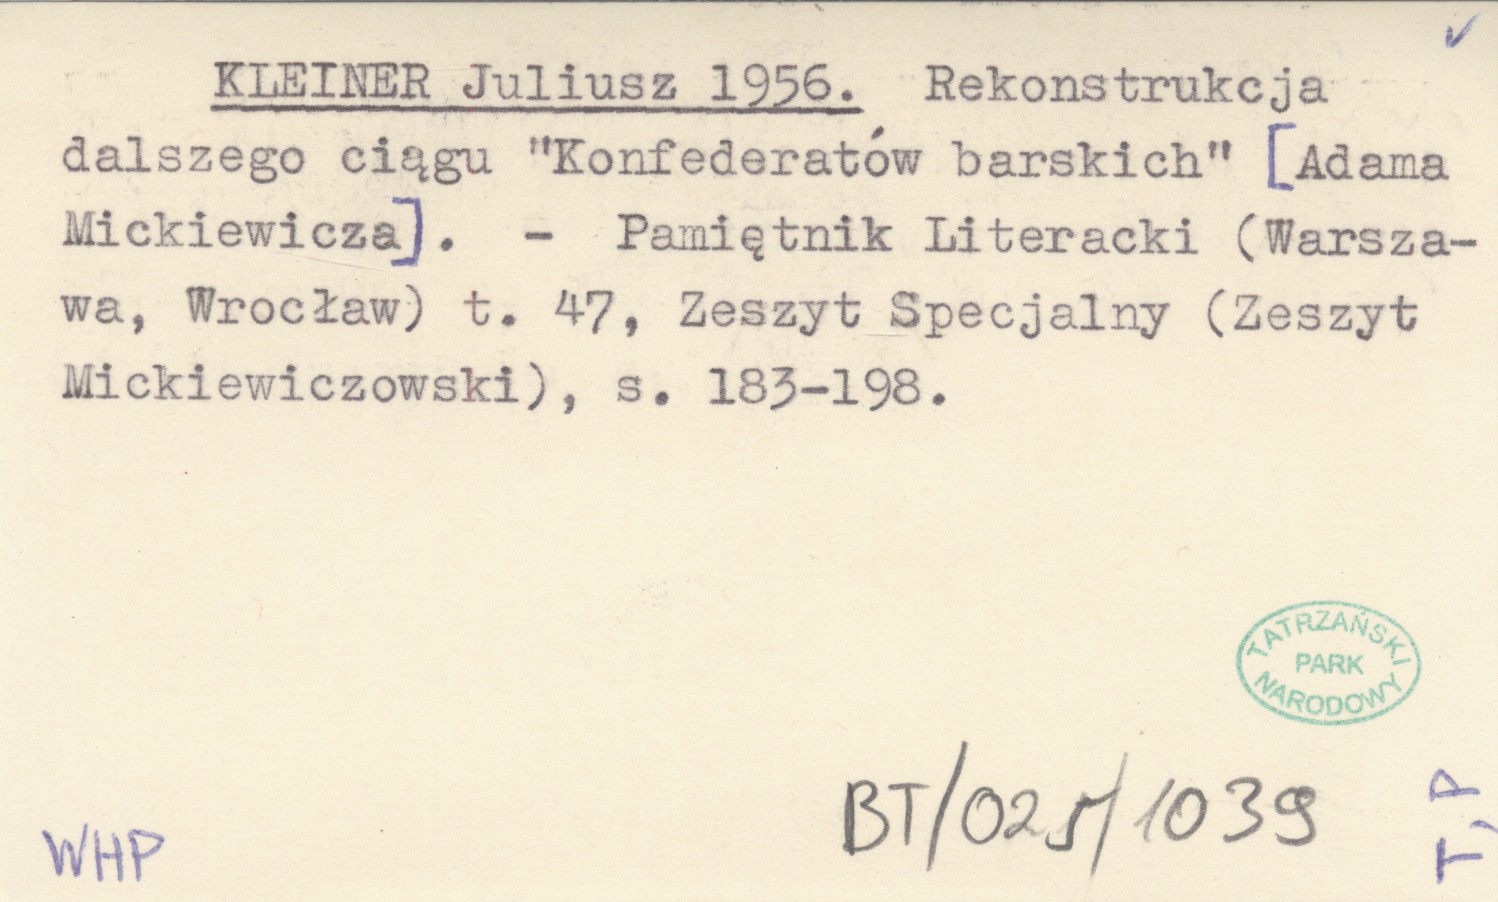 KLEINER Juliusz 1956. Rekonstrukcja
dalszego ciągu "Konfederatów barskich" [Adama
Mickiewicza]. - Pamiętnik Literacki (Warsza-
wa, Wrocław) t. 47, Zeszyt Specjalny (Zeszyt
Mickiewiczowski), s. 183-198.
TATRZAŃSKI
PARK
NARODOWY
BT/025/1039
WHP
T, P